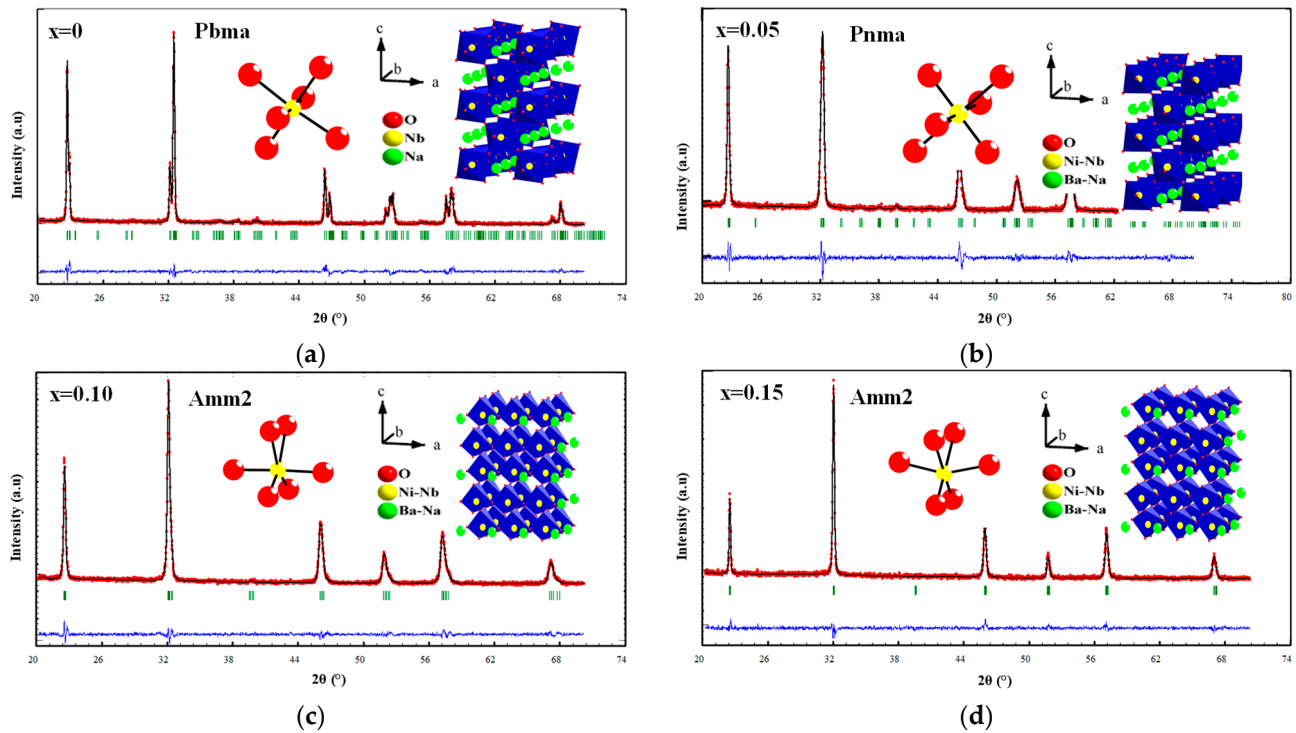 x=0 Pbma
c
b
a
O
Nb
Na
Intensity (a.u)
20 26 32 38 44 50 56 62 68 74
2θ (°)
(a)
x=0.05 Pnma
c
b
a
O
Ni-Nb
Ba-Na
Intensity (a.u)
20 26 32 38 44 50 56 62 68 74 80
2θ (°)
(b)
x=0.10 Amm2
c
b
a
O
Ni-Nb
Ba-Na
Intensity (a.u)
20 26 32 38 44 50 56 62 68 74
2θ (°)
(c)
x=0.15 Amm2
c
b
a
O
Ni-Nb
Ba-Na
Intensity (a.u)
20 26 32 38 44 50 56 62 68 74
2θ (°)
(d)